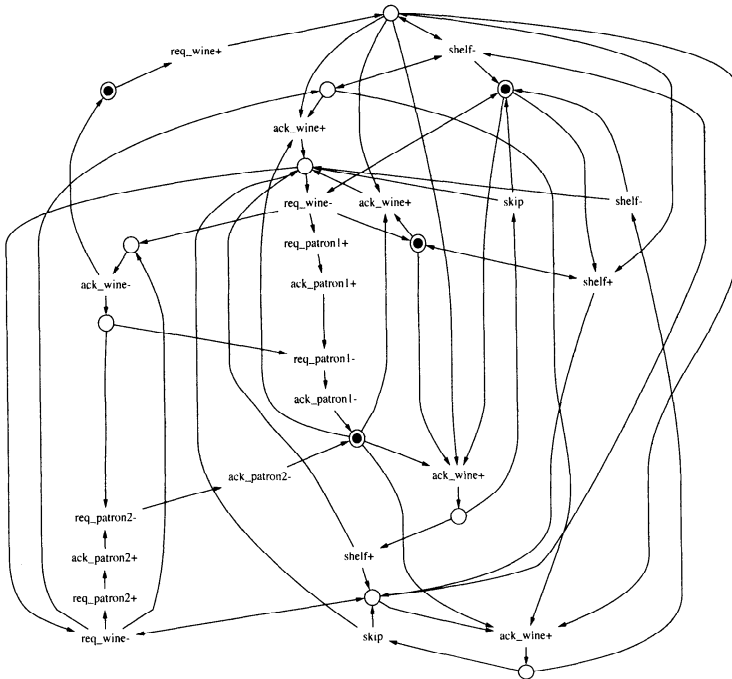 req_wine+
shelf-
ack_wine+
req_wine-
ack_wine+
skip
shelf-
req_patron1+
ack_wine-
ack_patron1+
shelf+
req_patron1-
ack_patron1-
ack_patron2-
ack_wine+
req_patron2-
shelf+
ack_patron2+
req_patron2+
req_wine-
skip
ack_wine+